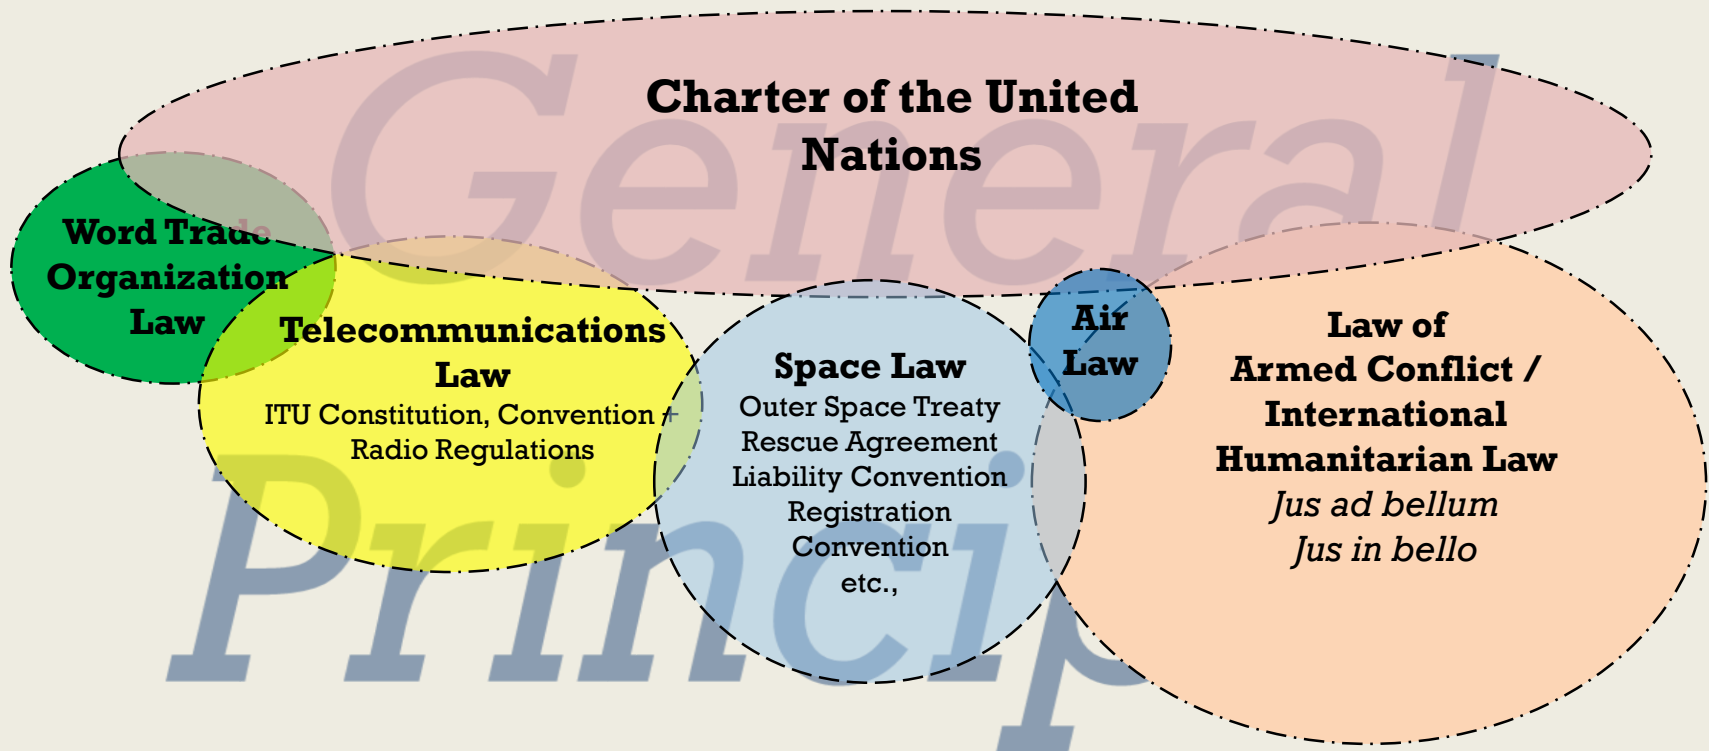 General
Charter of the United
Nations
Word Trade
Organization
Law
Telecommunications
Law
ITU Constitution, Convention +
Radio Regulations
Space Law
Outer Space Treaty
Rescue Agreement
Liability Convention
Registration
Convention
etc.,
Air
Law
Law of
Armed Conflict /
International
Humanitarian Law
Jus ad bellum
Jus in bello
Princip